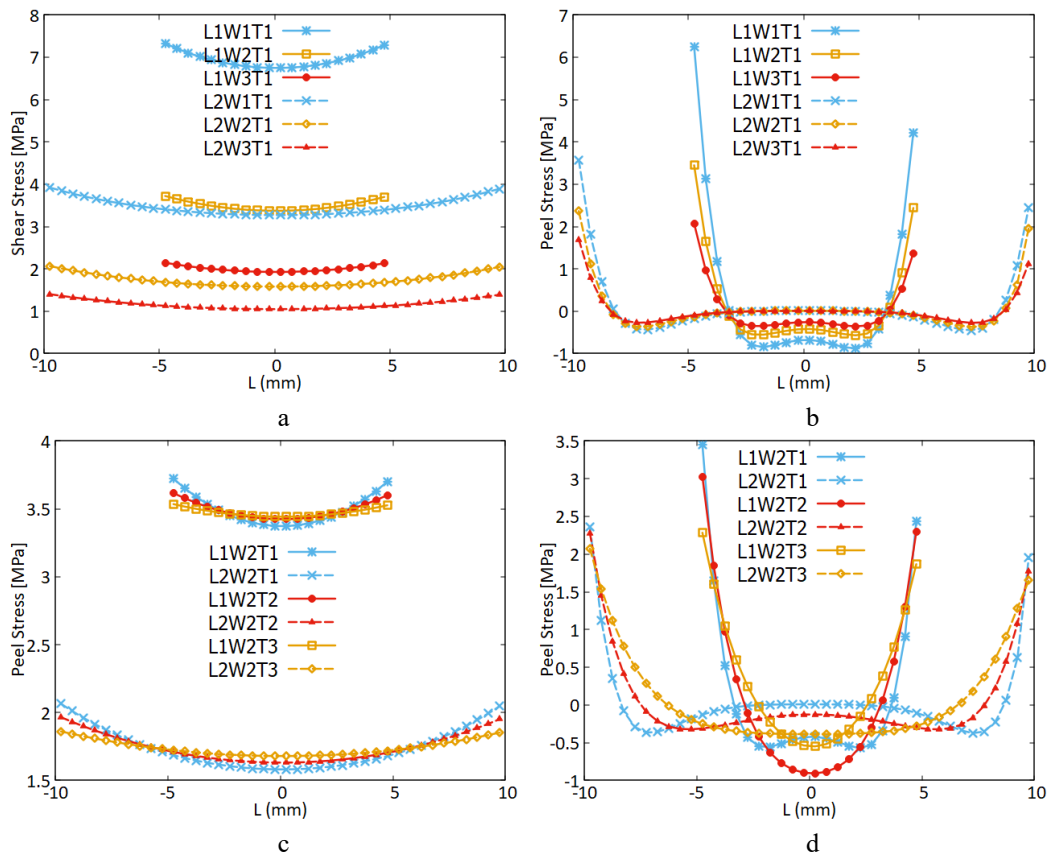 8
7
6
5
4
3
2
1
0
Shear Stress [MPa]
L1W1T1
L1W2T1
L1W3T1
L2W1T1
L2W2T1
L2W3T1
-10
-5
0
5
10
L (mm)
a
7
6
5
4
3
2
1
0
-1
Peel Stress [MPa]
L1W1T1
L1W2T1
L1W3T1
L2W1T1
L2W2T1
L2W3T1
-10
-5
0
5
10
L (mm)
b
4
3.5
3
2.5
2
1.5
Peel Stress [MPa]
L1W2T1
L2W2T1
L1W2T2
L2W2T2
L1W2T3
L2W2T3
-10
-5
0
5
10
L (mm)
c
3.5
3
2.5
2
1.5
1
0.5
0
-0.5
-1
Peel Stress [MPa]
L1W2T1
L2W2T1
L1W2T2
L2W2T2
L1W2T3
L2W2T3
-10
-5
0
5
10
L (mm)
d